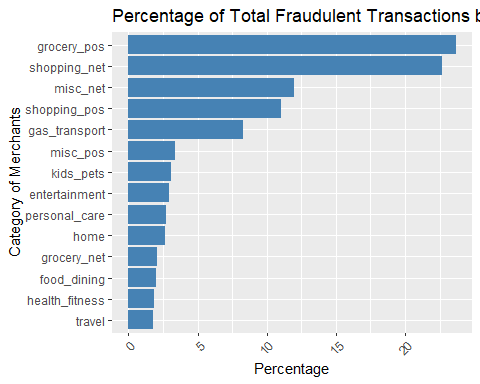 Percentage of Total Fraudulent Transactions b
Category of Merchants
grocery_pos
shopping_net
misc_net
shopping_pos
gas_transport
misc_pos
kids_pets
entertainment
personal_care
home
grocery_net
food_dining
health_fitness
travel
0 5 10 15 20
Percentage